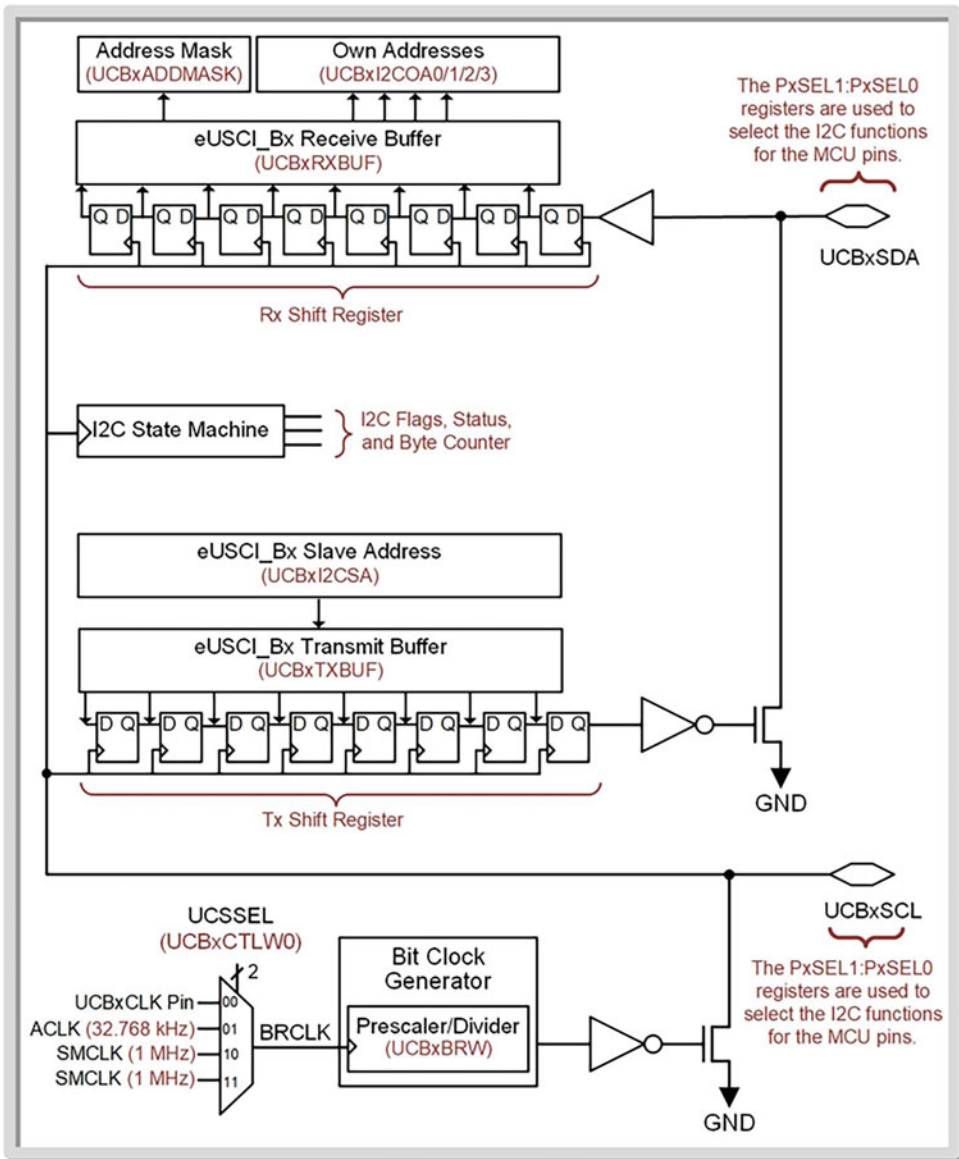 Address Mask
(UCBxADDMASK)
Own Addresses
(UCBxI2COA0/1/2/3)
The PxSEL1:PxSEL0
registers are used to
select the I2C functions
for the MCU pins.
eUSCI_Bx Receive Buffer
(UCBxRXBUF)
Q D Q D Q D Q D Q D Q D Q D Q D
UCBxSDA
Rx Shift Register
I2C State Machine
I2C Flags, Status,
and Byte Counter
eUSCI_Bx Slave Address
(UCBxI2CSA)
eUSCI_Bx Transmit Buffer
(UCBxTXBUF)
D Q D Q D Q D Q D Q D Q D Q D Q
GND
Tx Shift Register
UCBxSCL
The PxSEL1:PxSEL0
registers are used to
select the I2C functions
for the MCU pins.
UCSSEL
(UCBxCTLW0)
2
UCBxCLK Pin 00
ACLK (32.768 kHz) 01
SMCLK (1 MHz) 10
SMCLK (1 MHz) 11
BRCLK
Bit Clock
Generator
Prescaler/Divider
(UCBxBRW)
GND